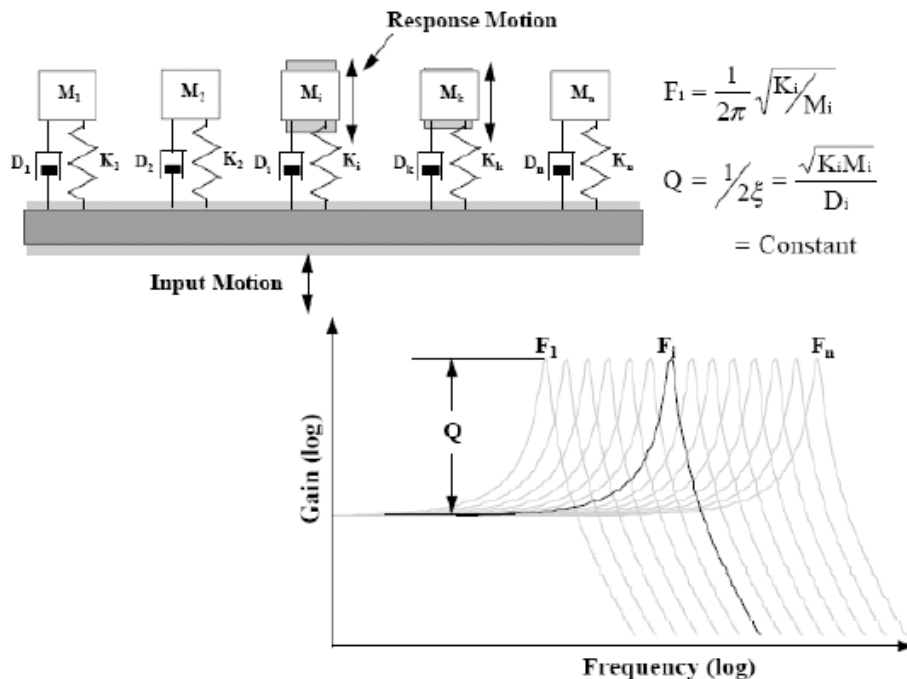 Response Motion
M₁ M₂ Mᵢ Mₖ Mₙ
D₁ K₁ D₂ K₂ Dᵢ Kᵢ Dₖ Kₖ Dₙ Kₙ
F₁ = 1/2π √Kᵢ/Mᵢ
Q = 1/2ξ = √KᵢMᵢ/Dᵢ
= Constant
Input Motion
F₁ Fᵢ Fₙ
Q
Gain (log)
Frequency (log)